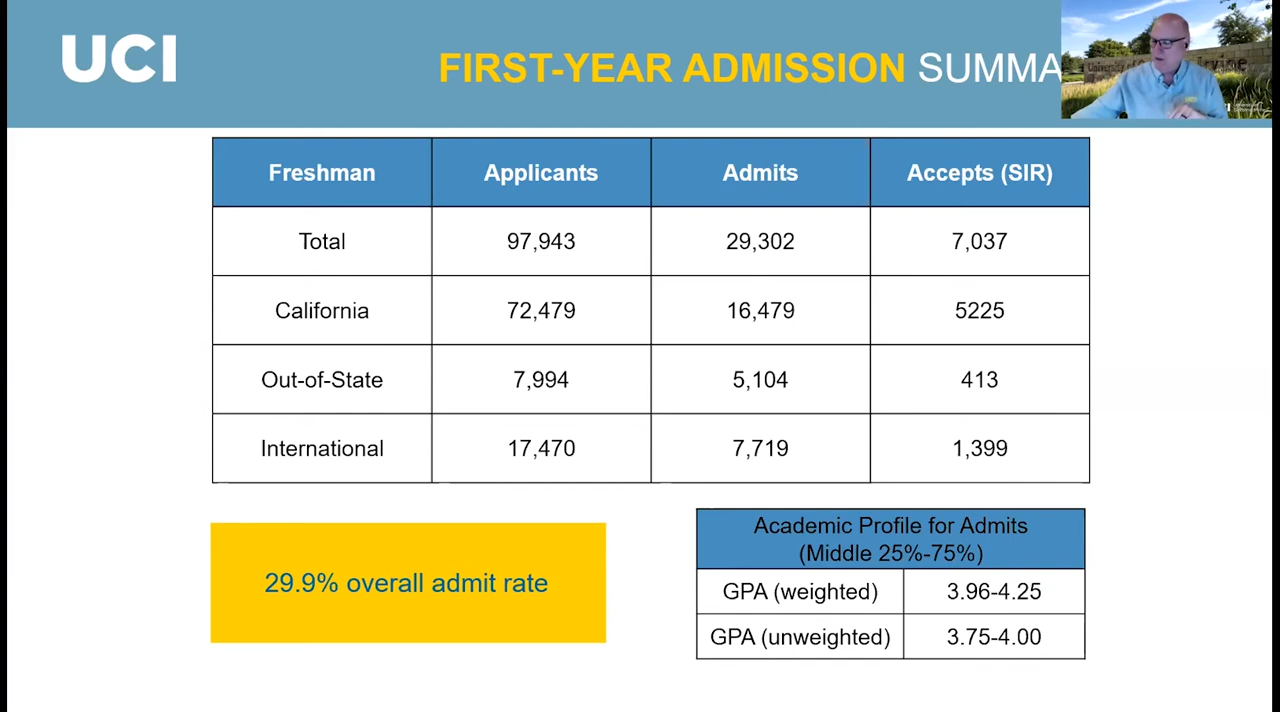 UCI
FIRST-YEAR ADMISSION SUMMA
Freshman Applicants Admits Accepts (SIR)
Total 97,943 29,302 7,037
California 72,479 16,479 5225
Out-of-State 7,994 5,104 413
International 17,470 7,719 1,399
29.9% overall admit rate
Academic Profile for Admits
(Middle 25%-75%)
GPA (weighted) 3.96-4.25
GPA (unweighted) 3.75-4.00